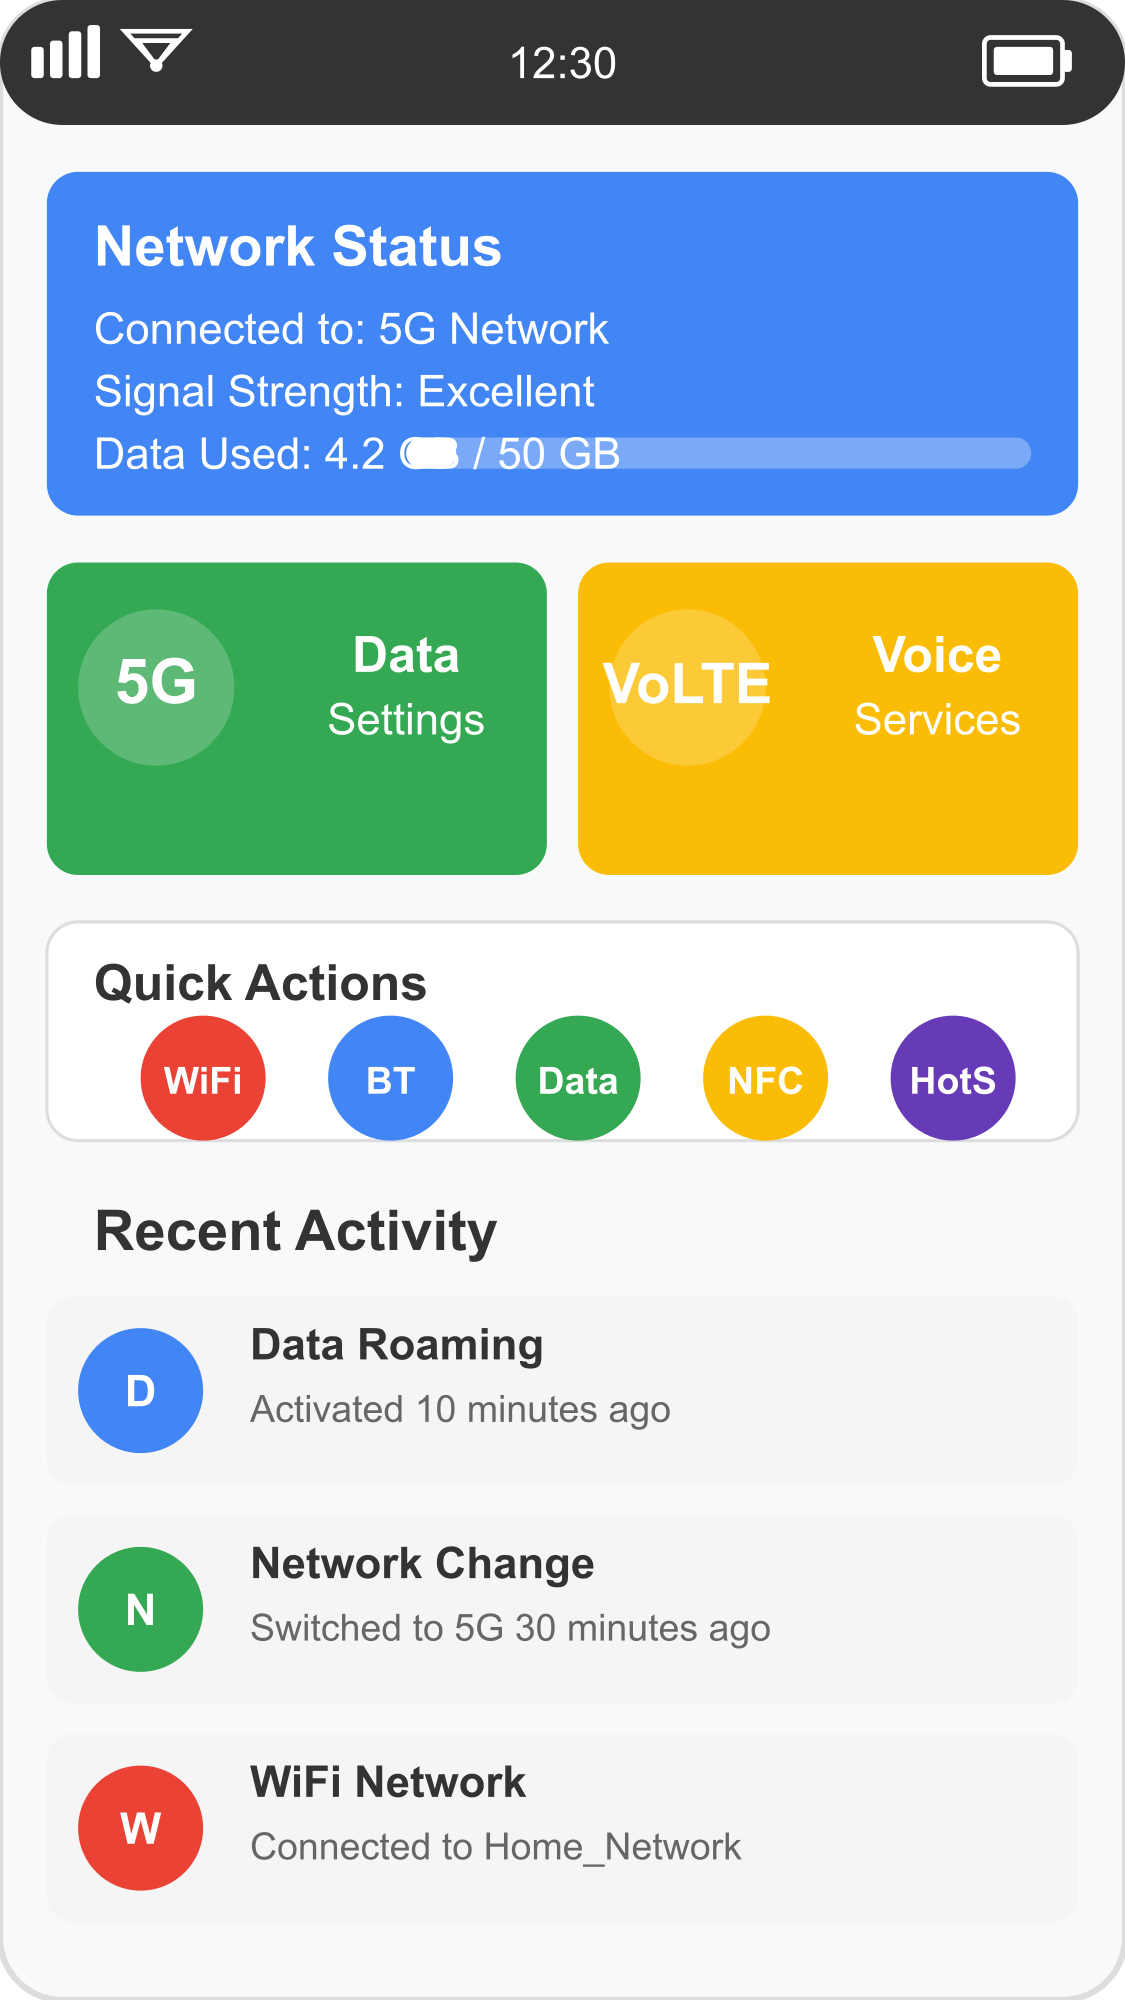 12:30
Network Status
Connected to: 5G Network
Signal Strength: Excellent
Data Used: 4.2 / 50 GB
5G
Data
Settings
VoLTE
Voice
Services
Quick Actions
WiFi BT Data NFC HotS
Recent Activity
D
Data Roaming
Activated 10 minutes ago
N
Network Change
Switched to 5G 30 minutes ago
W
WiFi Network
Connected to Home_Network